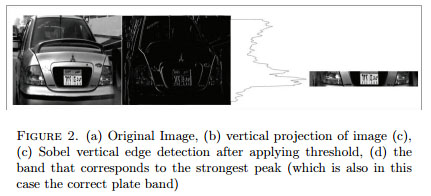 FIGURE 2. (a) Original Image, (b) vertical projection of image (c),
(c) Sobel vertical edge detection after applying threshold, (d) the
band that corresponds to the strongest peak (which is also in this
case the correct plate band)